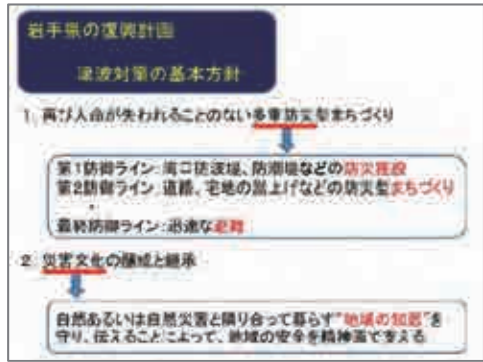 岩手県の復興計画
津波対策の基本方針
1. 再び人命が失われることのない多重防災型まちづくり
第1防御ライン:湾口防波堤、防潮堤などの防災施設
第2防御ライン:道路、宅地の嵩上げなどの防災型まちづくり
・
最終防御ライン:迅速な避難
2. 災害文化の醸成と継承
自然あるいは自然災害と隣り合って暮らす“地域の知恵”を
守り、伝えることによって、地域の安全を精神面で支える